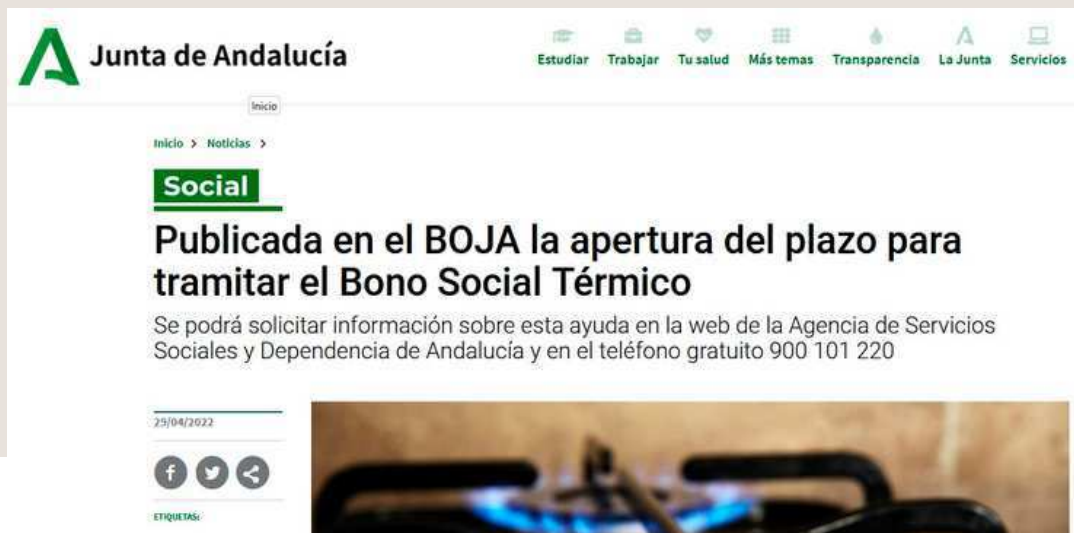 Junta de Andalucía
Estudiar Trabajar Tu salud Más temas Transparencia La Junta Servicios
Inicio
Inicio > Noticias >
Social
Publicada en el BOJA la apertura del plazo para
tramitar el Bono Social Térmico
Se podrá solicitar información sobre esta ayuda en la web de la Agencia de Servicios
Sociales y Dependencia de Andalucía y en el teléfono gratuito 900 101 220
29/04/2022
ETIQUETAS: